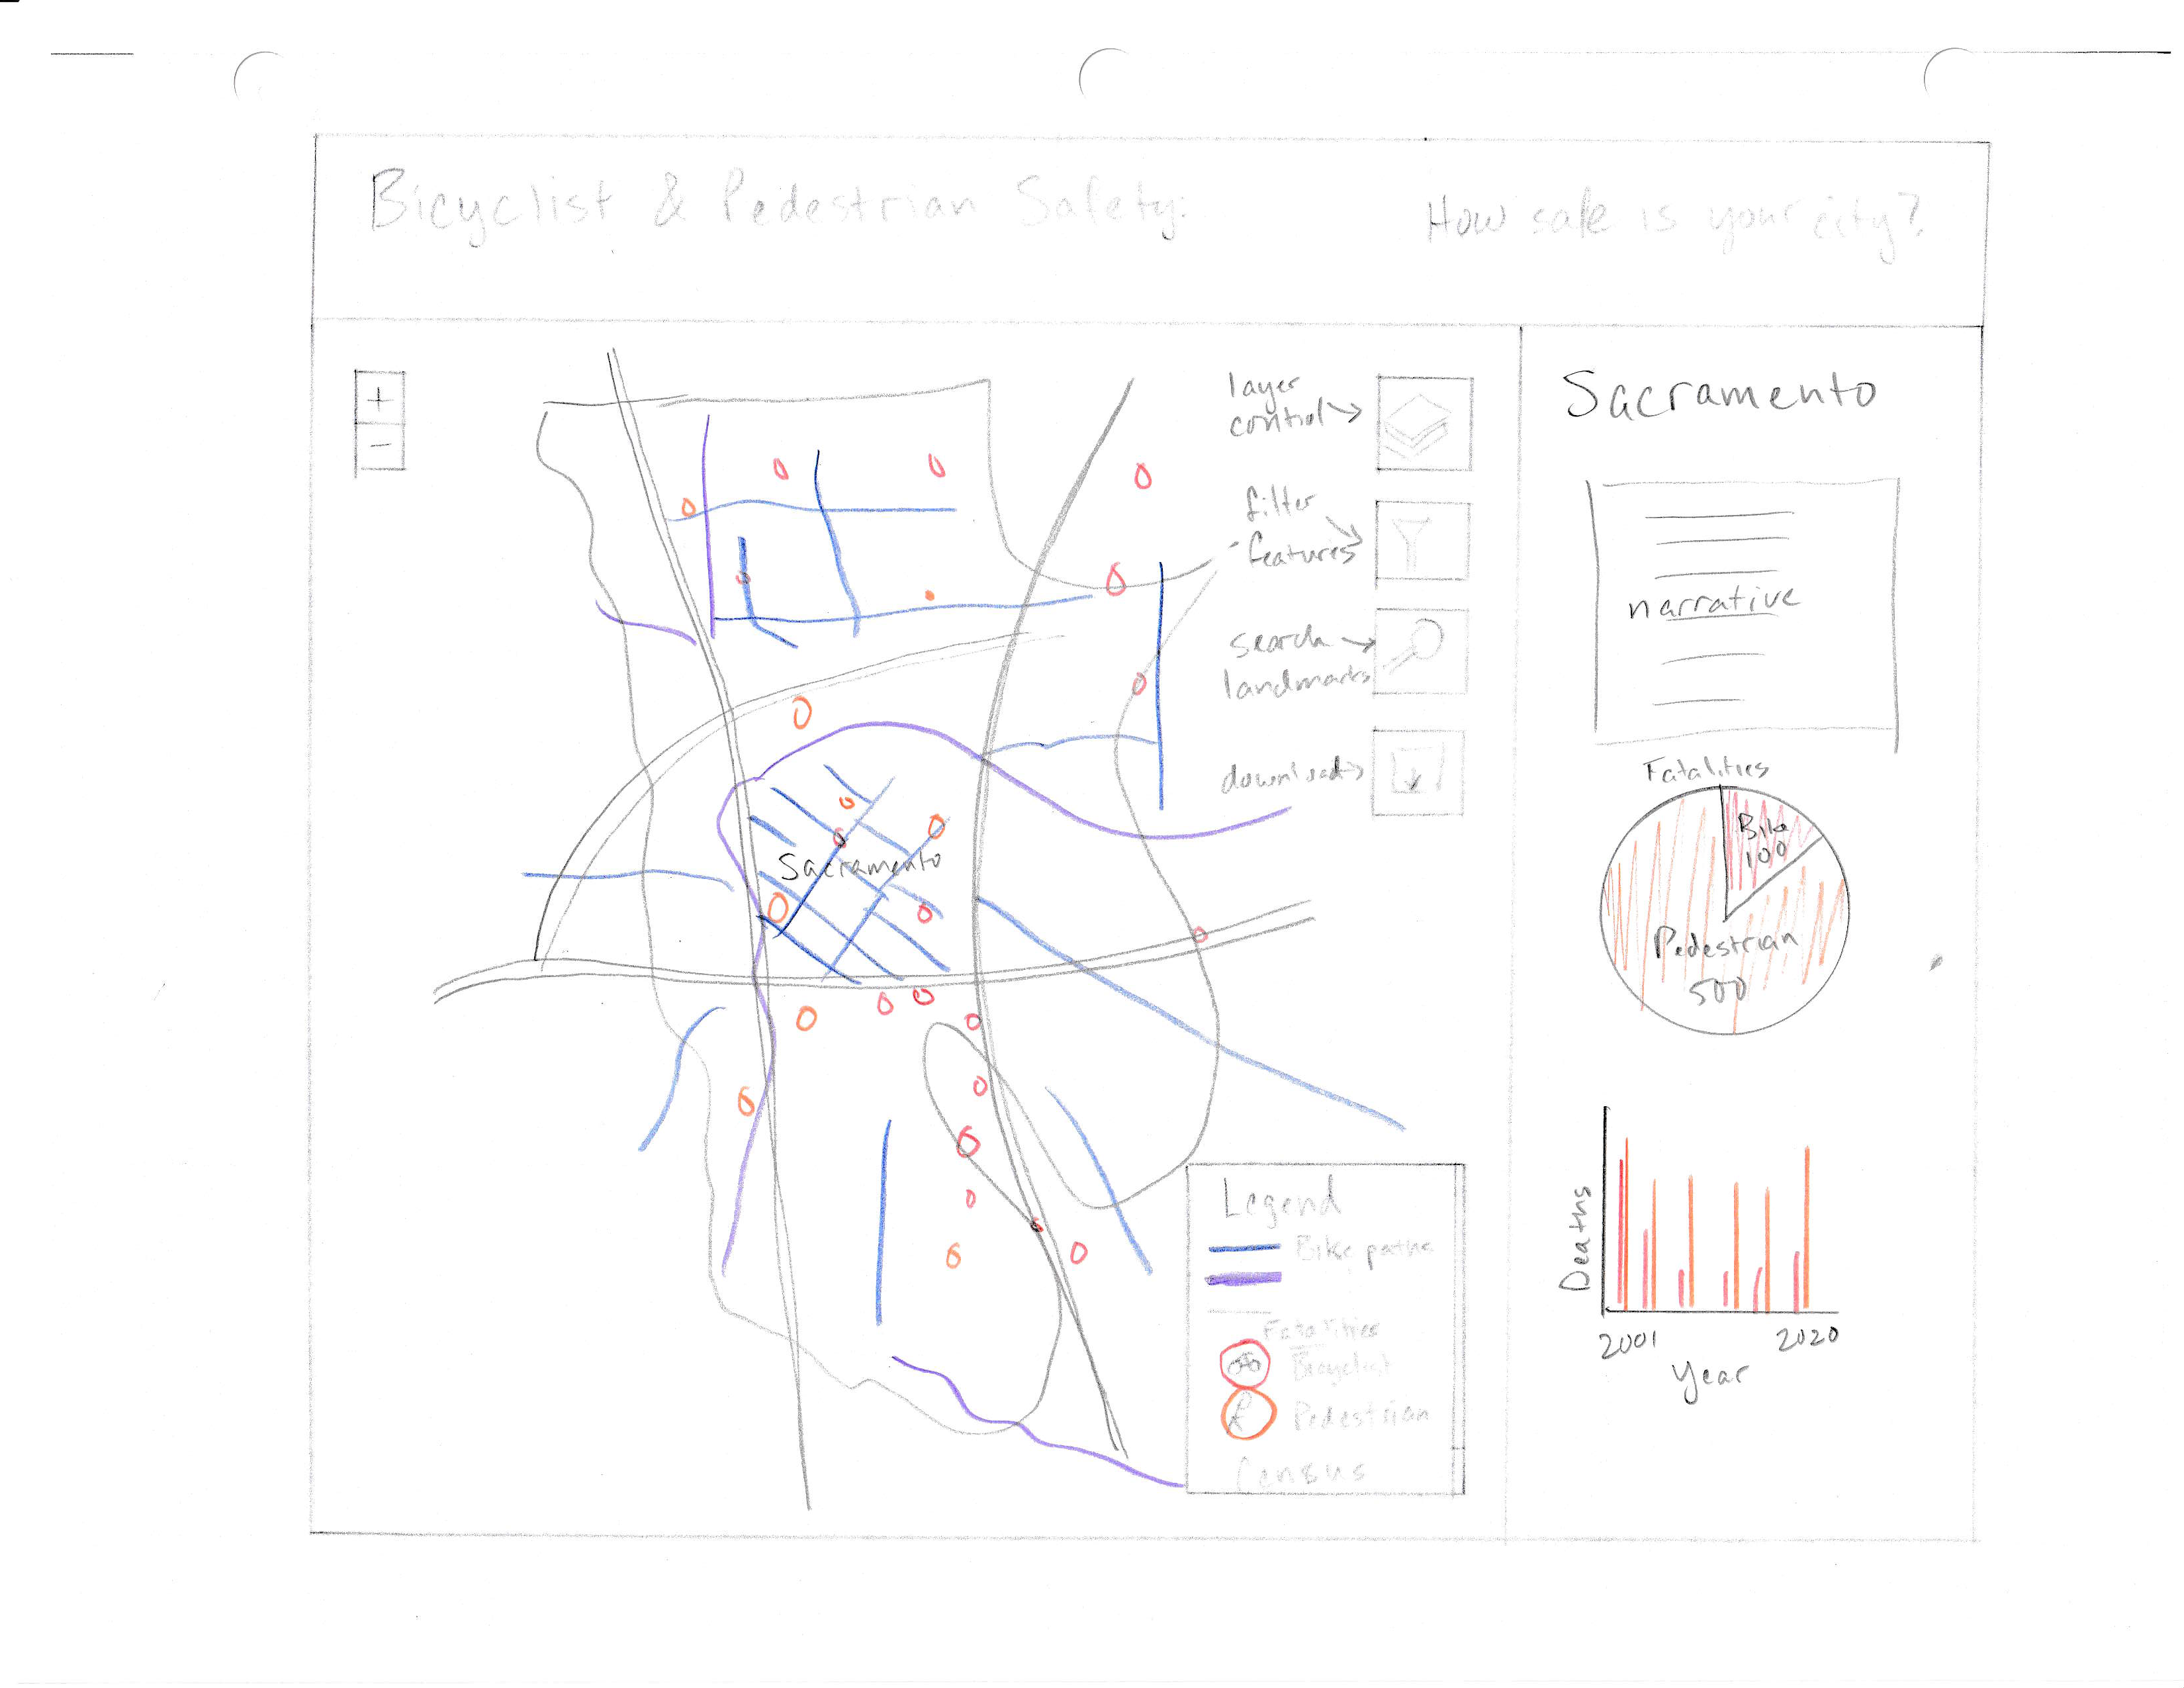 Bicyclist & Pedestrian Safety:
How safe is your city?
+
-
layer
control
filter
features
search
landmarks
download
Sacramento
Legend
Bike paths
Fatalities
Bicyclist
Pedestrian
Census
Sacramento
narrative
Fatalities
Bike
100
Pedestrian
500
Deaths
2001
2020
Year